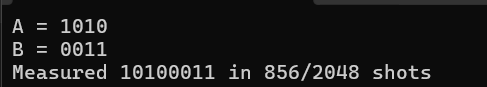 A = 1010
B = 0011
Measured 10100011 in 856/2048 shots